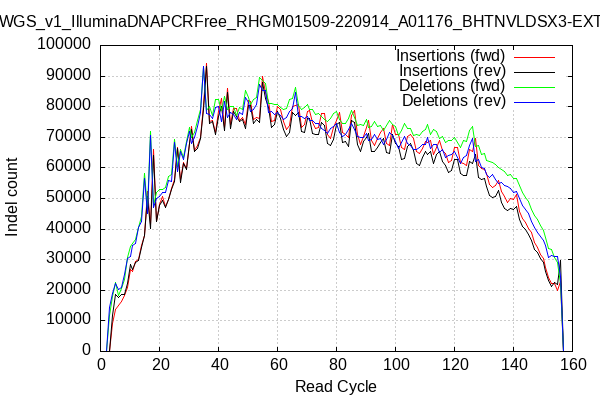 WGS_v1_IlluminaDNAPCRFree_RHGM01509-220914_A01176_BHTNVLDSX3-EXT
Insertions (fwd)
Insertions (rev)
Deletions (fwd)
Deletions (rev)
100000
90000
80000
70000
60000
50000
40000
30000
20000
10000
0
Indel count
0 20 40 60 80 100 120 140 160
Read Cycle